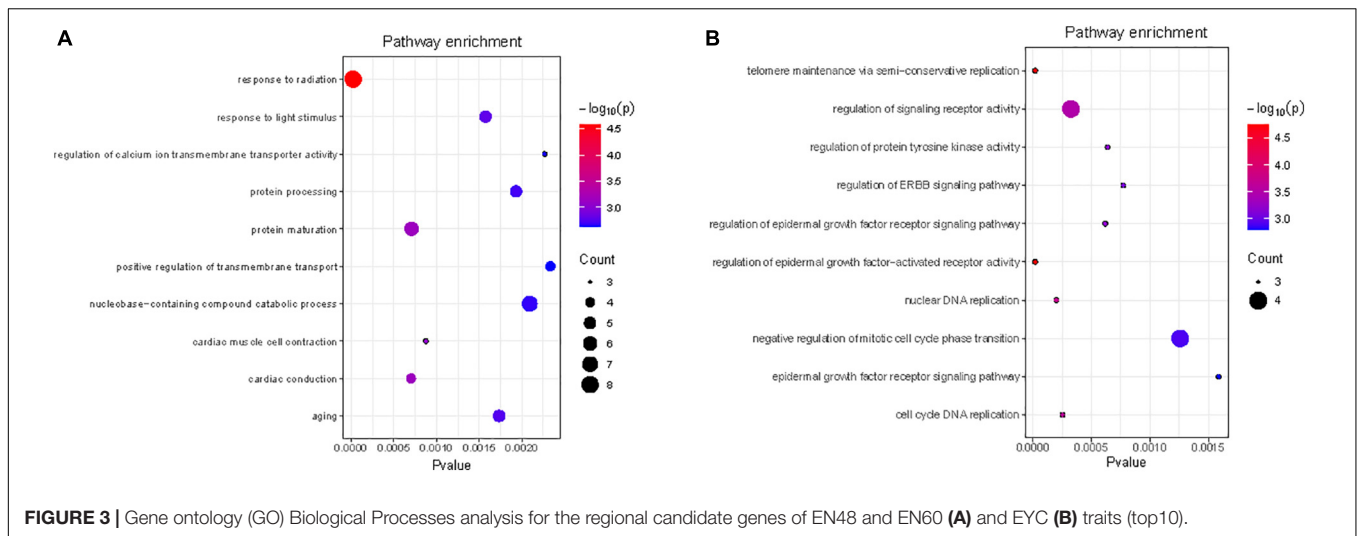 A
Pathway enrichment
response to radiation
response to light stimulus
regulation of calcium ion transmembrane transporter activity
protein processing
protein maturation
positive regulation of transmembrane transport
nucleobase-containing compound catabolic process
cardiac muscle cell contraction
cardiac conduction
aging
0.0000 0.0005 0.0010 0.0015 0.0020
Pvalue
−log10(p)
4.5
4.0
3.5
3.0
Count
3
4
5
6
7
8
B
Pathway enrichment
telomere maintenance via semi-conservative replication
regulation of signaling receptor activity
regulation of protein tyrosine kinase activity
regulation of ERBB signaling pathway
regulation of epidermal growth factor receptor signaling pathway
regulation of epidermal growth factor-activated receptor activity
nuclear DNA replication
negative regulation of mitotic cell cycle phase transition
epidermal growth factor receptor signaling pathway
cell cycle DNA replication
0.0000 0.0005 0.0010 0.0015
Pvalue
−log10(p)
4.5
4.0
3.5
3.0
Count
3
4
FIGURE 3 | Gene ontology (GO) Biological Processes analysis for the regional candidate genes of EN48 and EN60 (A) and EYC (B) traits (top10).